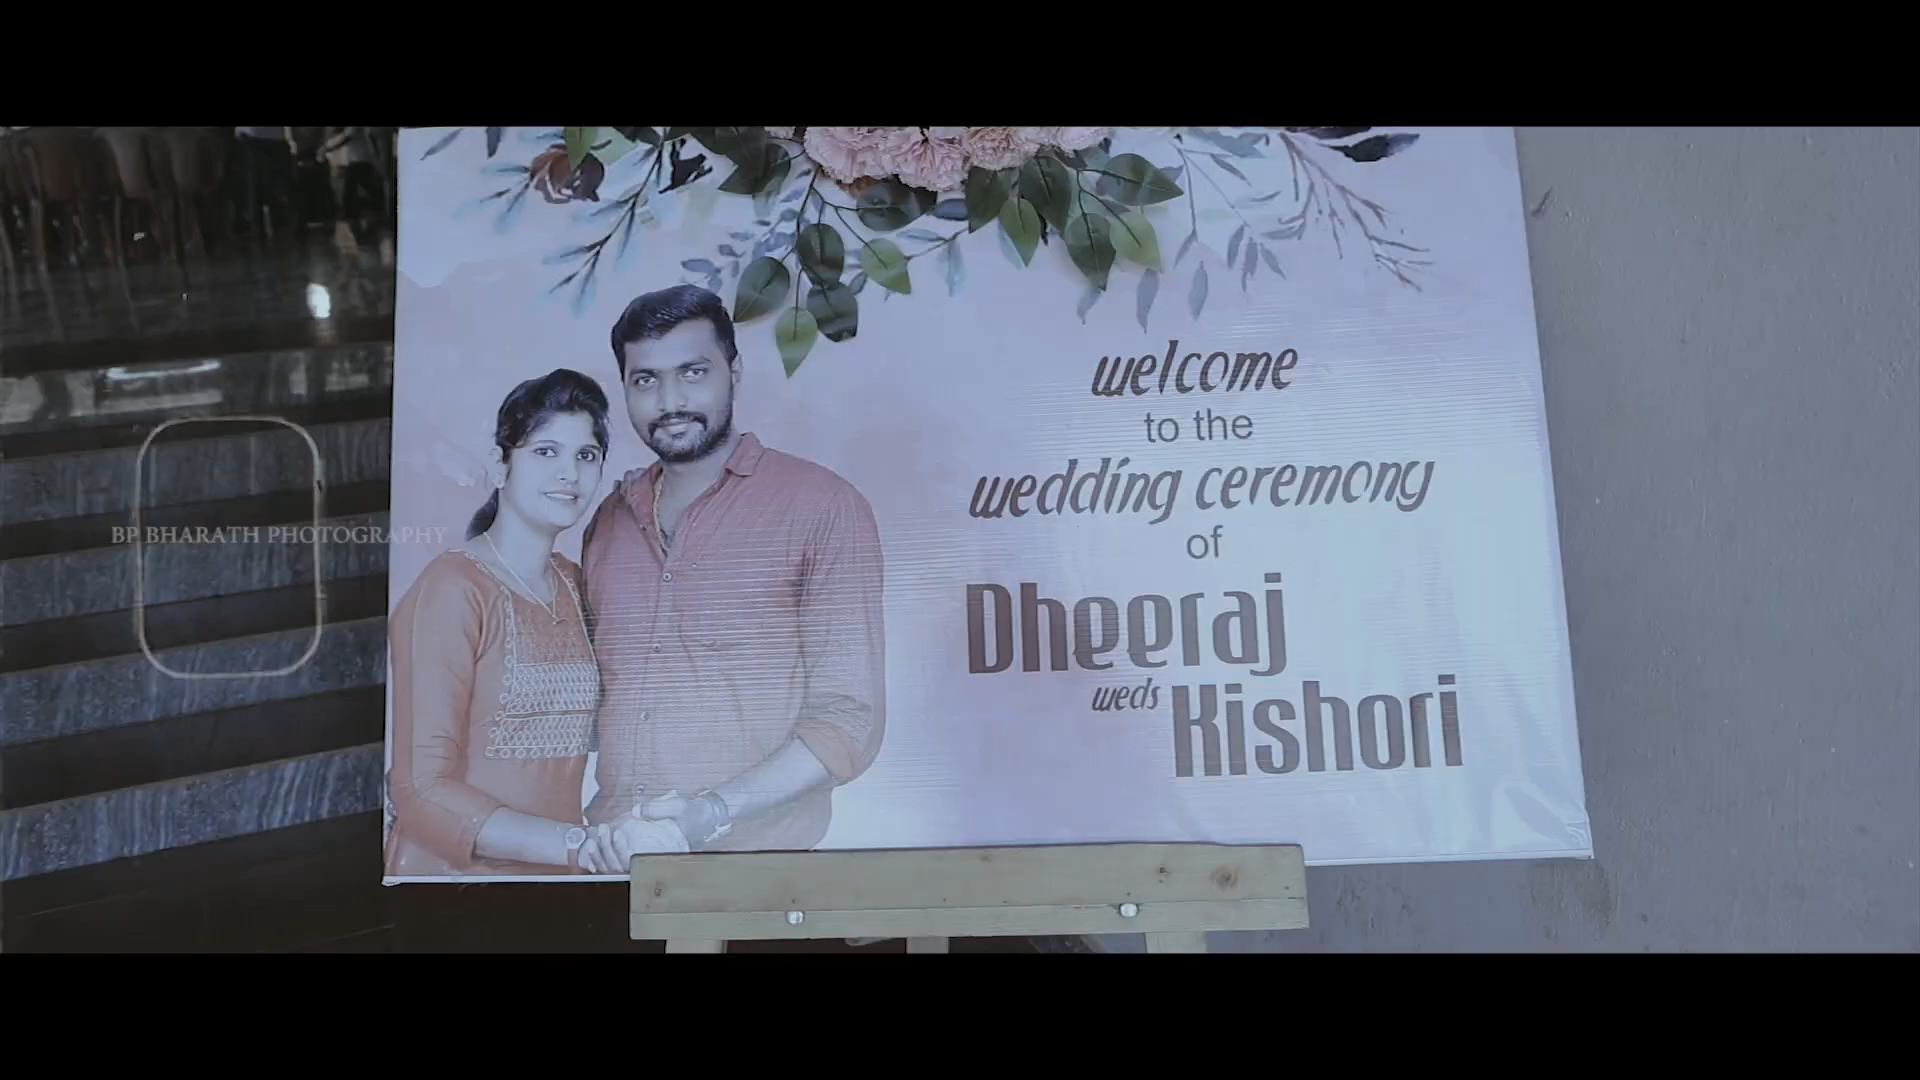 welcome
to the
wedding ceremony
of
Dheeraj
weds
Kishori
BP BHARATH PHOTOGRAPHY